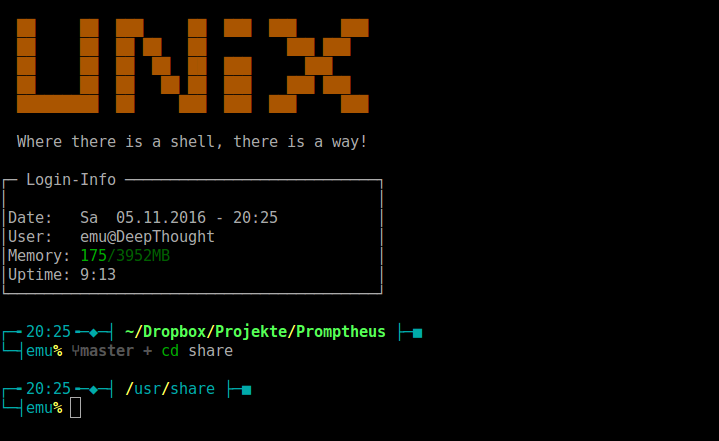 UNiX
Where there is a shell, there is a way!
Login-Info
Date: Sa 05.11.2016 - 20:25
User: emu@DeepThought
Memory: 175/3952MB
Uptime: 9:13
20:25 ~/Dropbox/Projekte/Promptheus
emu% master + cd share
20:25 /usr/share
emu%